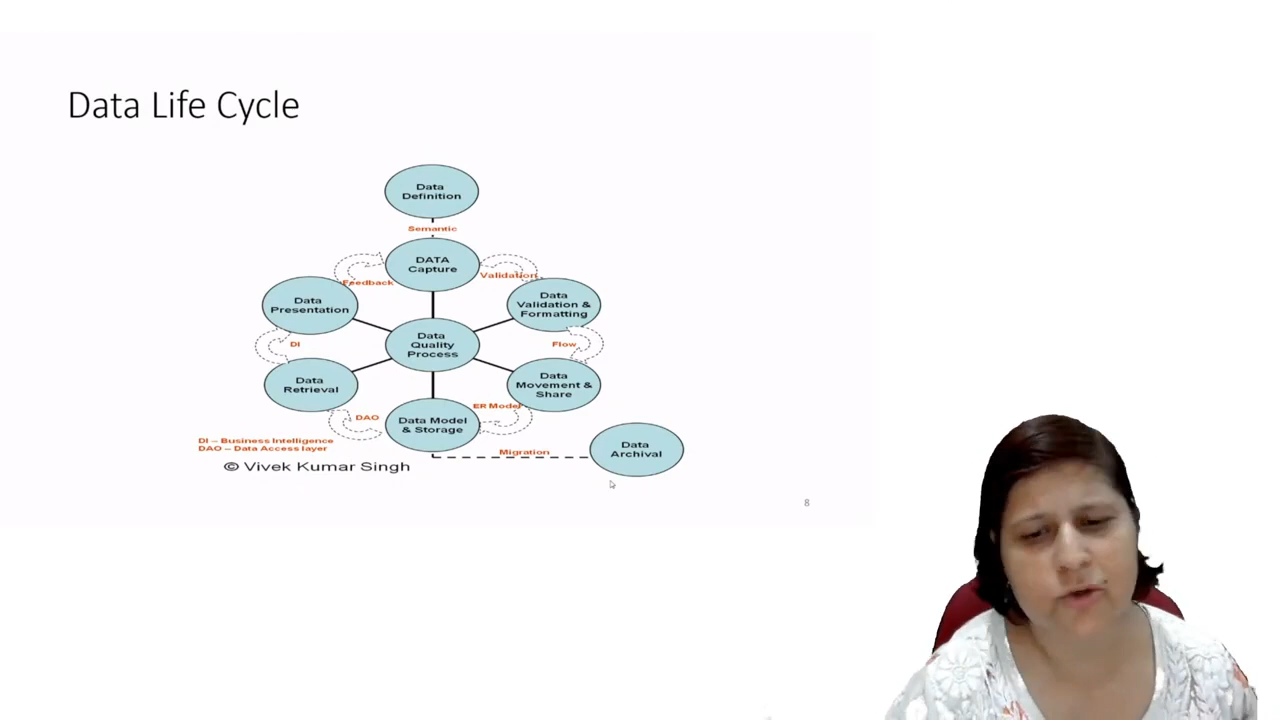 Data Life Cycle
Data
Definition
Semantic
DATA
Capture
Feedback
Validation
Data
Presentation
Data
Validation &
Formatting
Data
Quality
Process
DI
Flow
Data
Retrieval
Data
Movement &
Share
DAO
ER Model
Data Model
& Storage
DI – Business Intelligence
DAO – Data Access layer
Migration
Data
Archival
© Vivek Kumar Singh
8